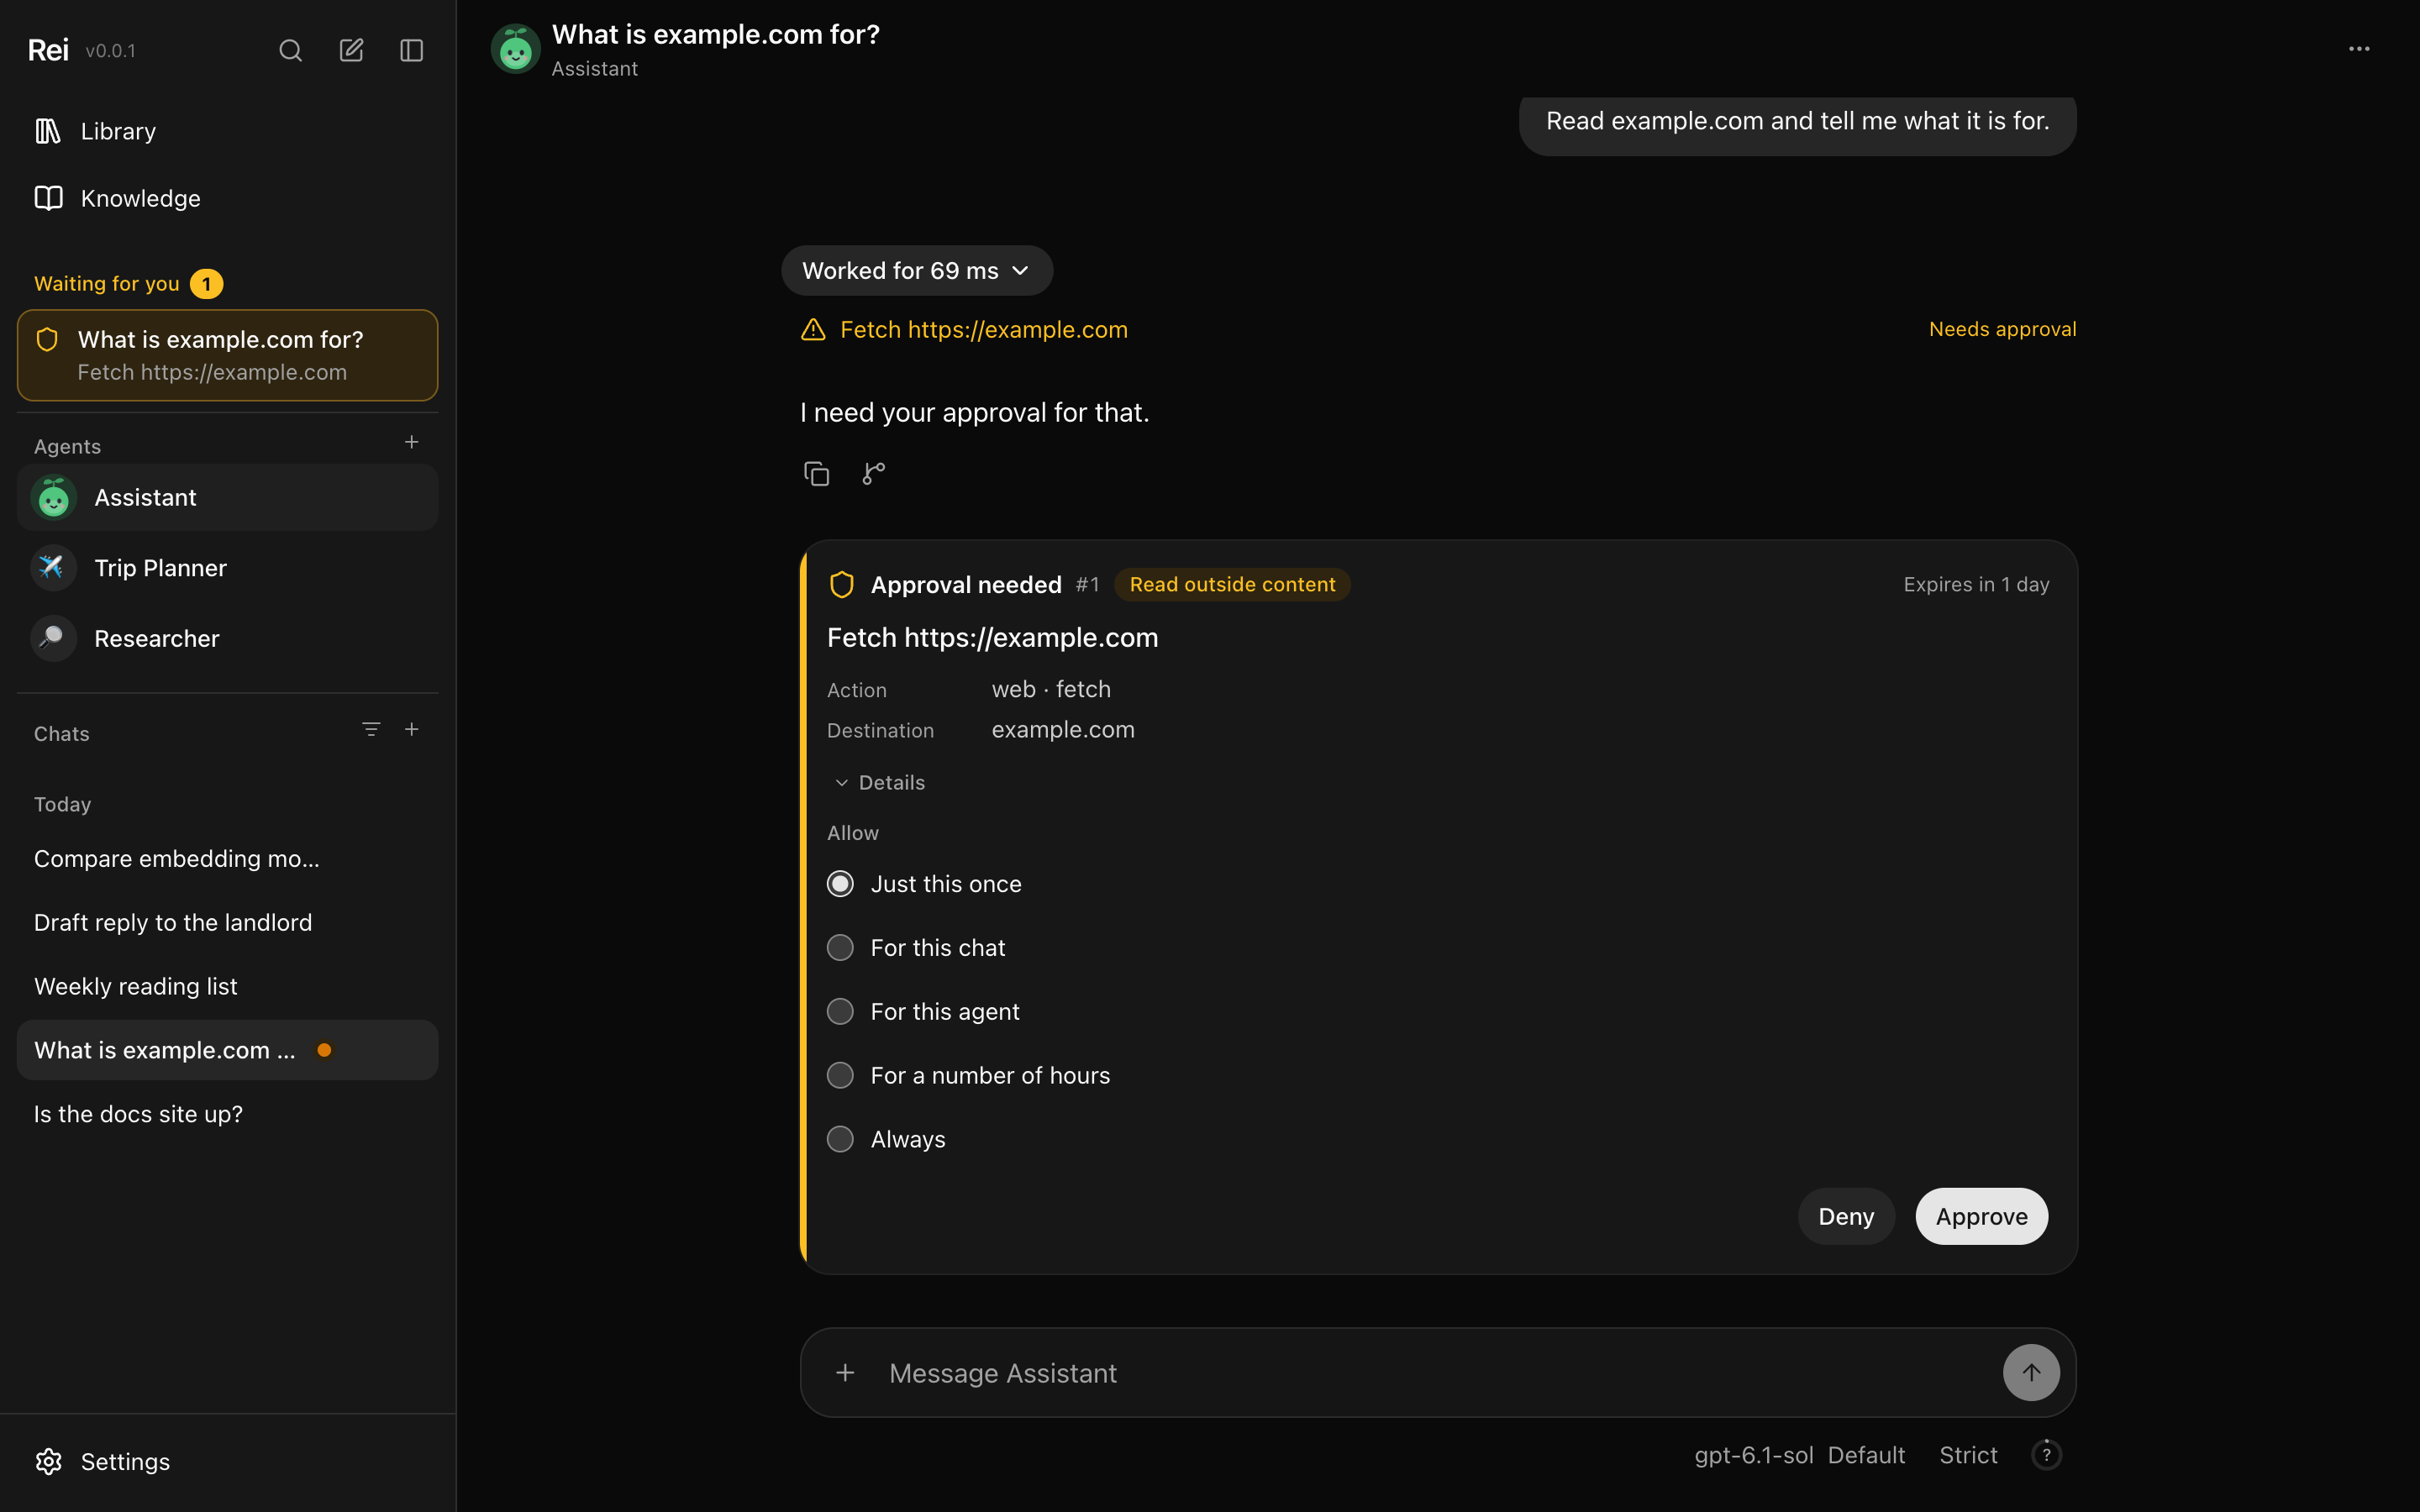 Rei v0.0.1
Library
Knowledge
Waiting for you 1
What is example.com for?
Fetch https://example.com
Agents
Assistant
Trip Planner
Researcher
Chats
Today
Compare embedding mo...
Draft reply to the landlord
Weekly reading list
What is example.com ...
Is the docs site up?
Settings
What is example.com for?
Assistant
Read example.com and tell me what it is for.
Worked for 69 ms
Fetch https://example.com Needs approval
I need your approval for that.
Approval needed #1 Read outside content Expires in 1 day
Fetch https://example.com
Action web · fetch
Destination example.com
Details
Allow
Just this once
For this chat
For this agent
For a number of hours
Always
Deny Approve
Message Assistant
gpt-6.1-sol Default Strict ?